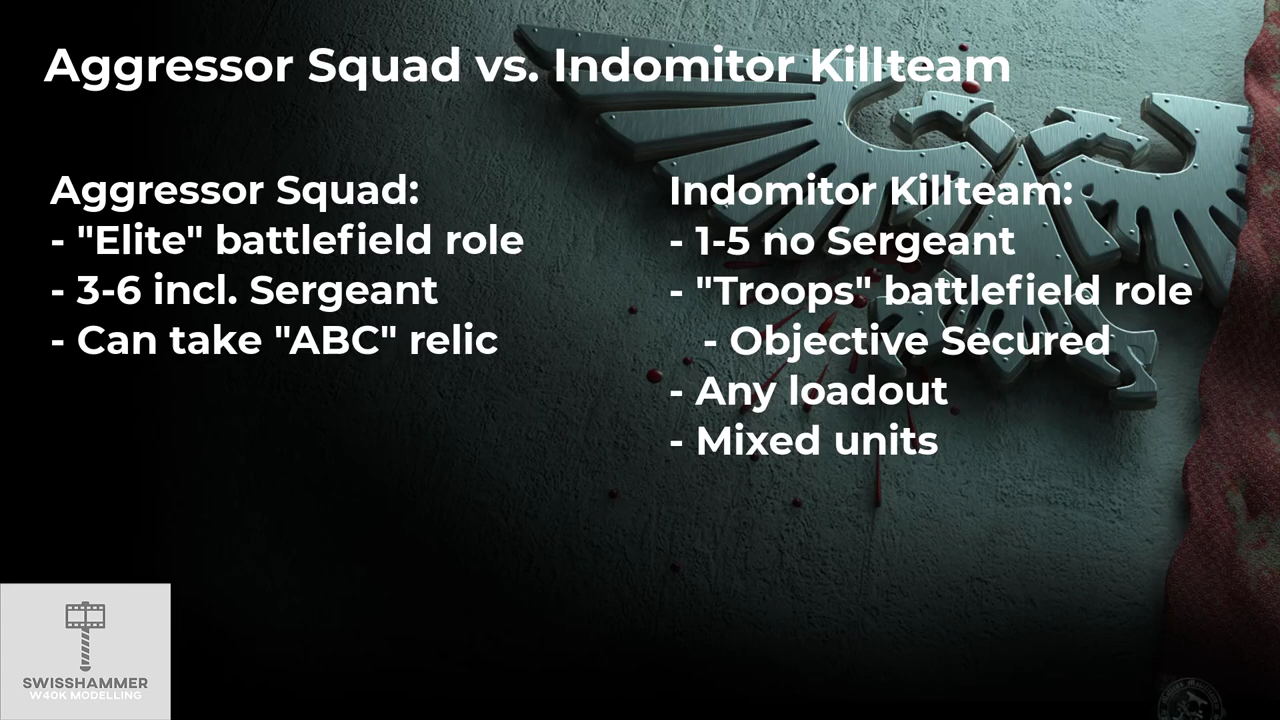 Aggressor Squad vs. Indomitor Killteam
Aggressor Squad:
- "Elite" battlefield role
- 3-6 incl. Sergeant
- Can take "ABC" relic
Indomitor Killteam:
- 1-5 no Sergeant
- "Troops" battlefield role
- Objective Secured
- Any loadout
- Mixed units
SWISSHAMMER
W40K MODELLING